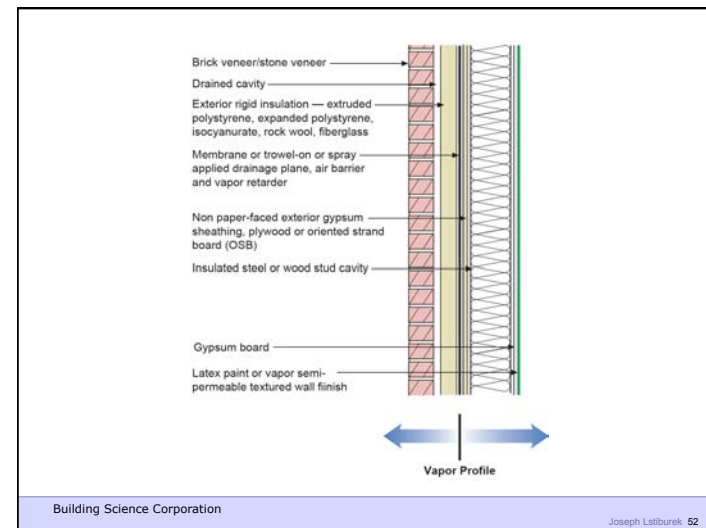 Brick veneer/stone veneer
Drained cavity
Exterior rigid insulation — extruded
polystyrene, expanded polystyrene,
isocyanurate, rock wool, fiberglass
Membrane or trowel-on or spray
applied drainage plane, air barrier
and vapor retarder
Non paper-faced exterior gypsum
sheathing, plywood or oriented strand
board (OSB)
Insulated steel or wood stud cavity
Gypsum board
Latex paint or vapor semi-
permeable textured wall fiinish
Vapor Profile
Building Science Corporation
Joseph Lstiburek 52